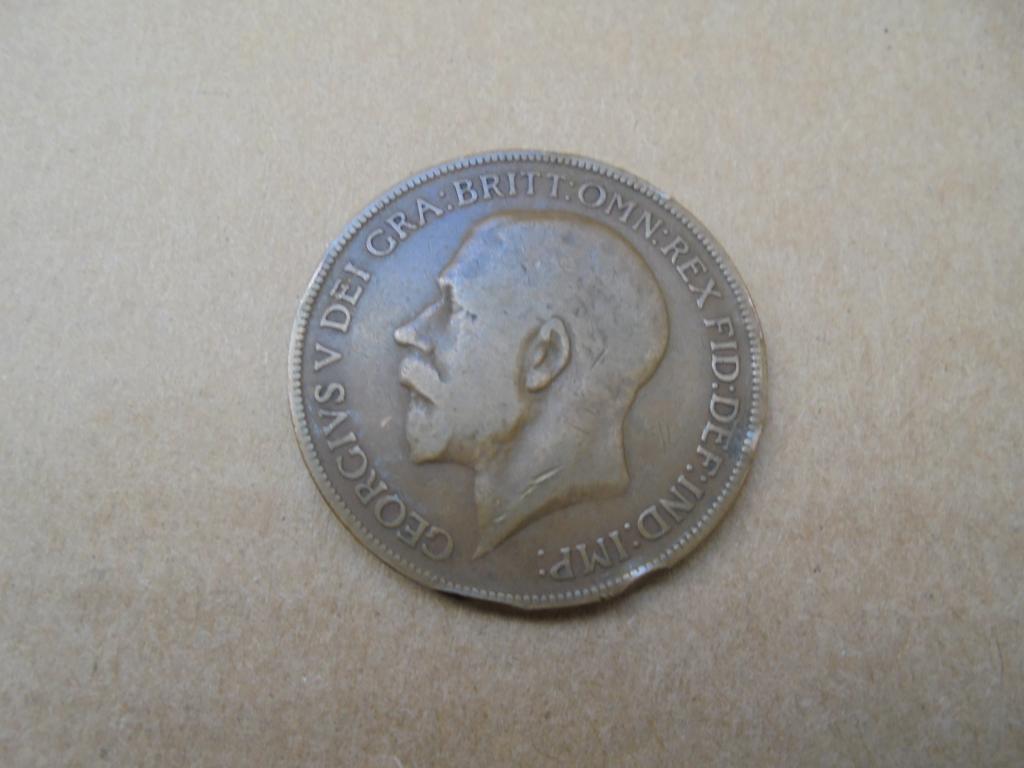 GEORGIVS V DEI GRA: BRITT: OMN: REX FID: DEF: IND: IMP: